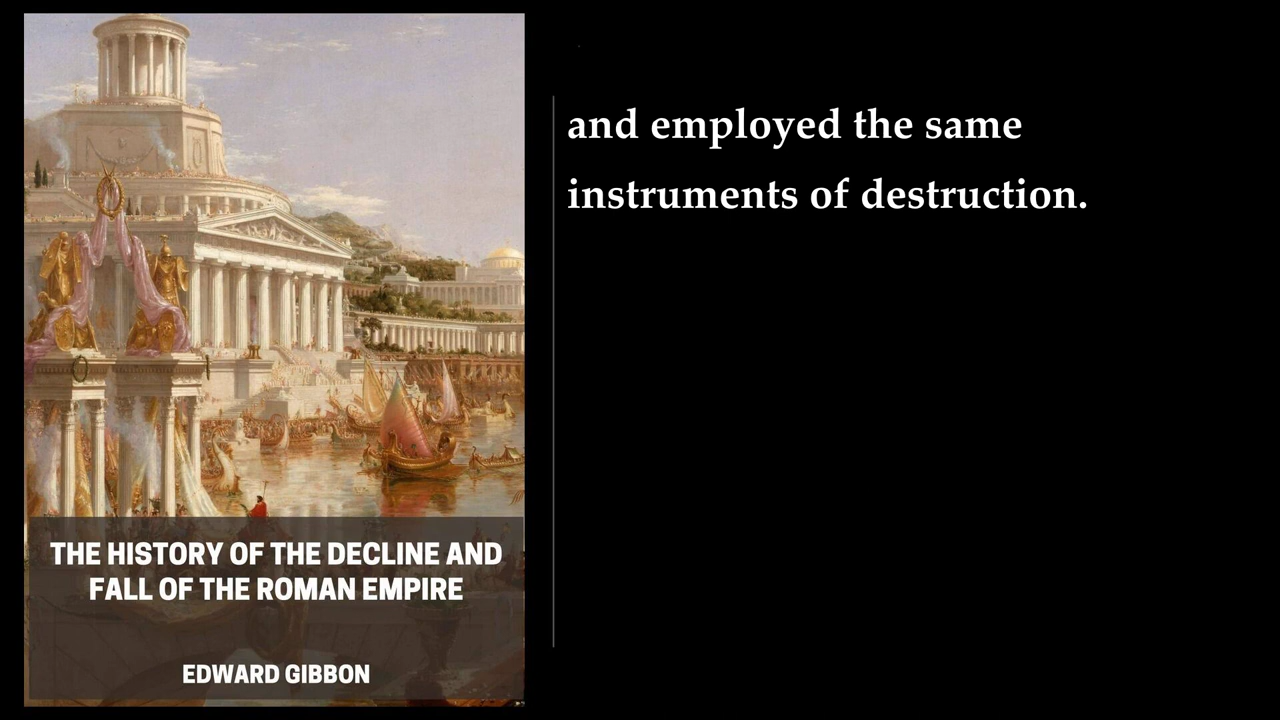 and employed the same
instruments of destruction.
THE HISTORY OF THE DECLINE AND
FALL OF THE ROMAN EMPIRE
EDWARD GIBBON